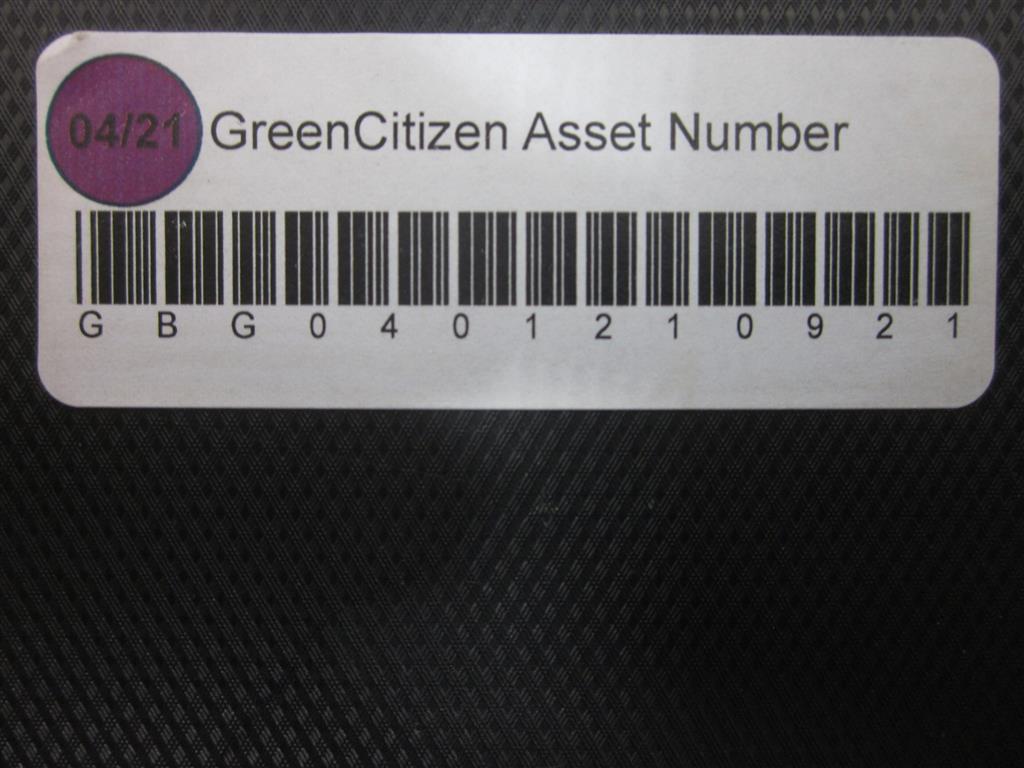 04/21 GreenCitizen Asset Number
G B G 0 4 0 1 2 1 0 9 2 1